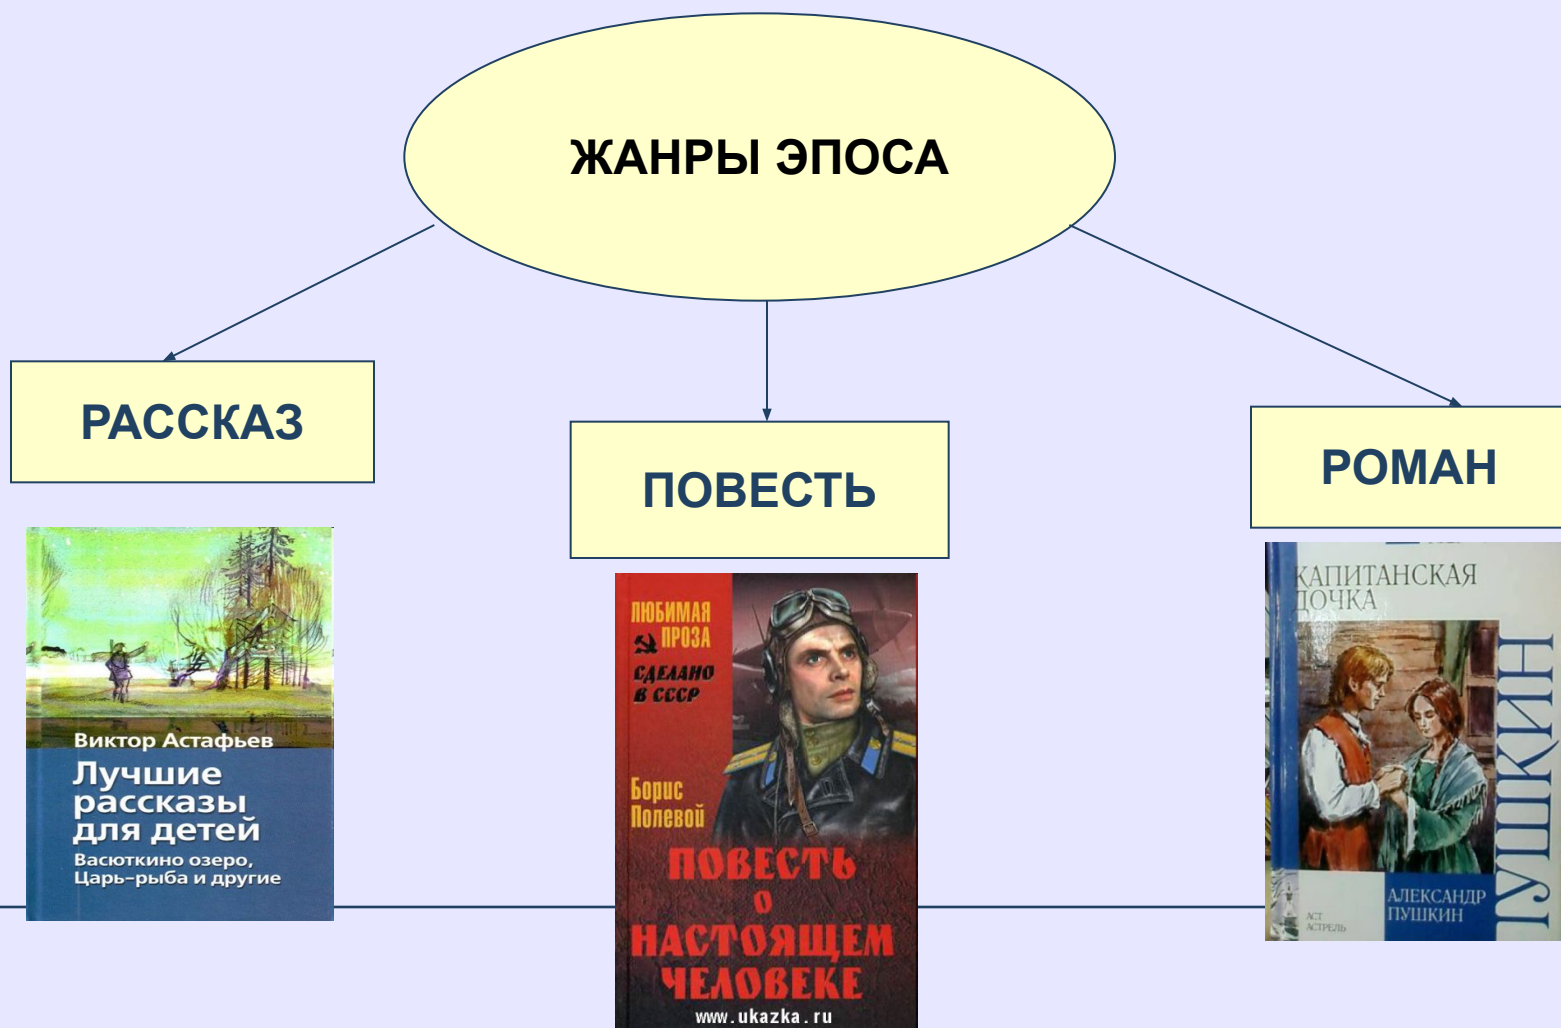 ЖАНРЫ ЭПОСА
РАССКАЗ
ПОВЕСТЬ
РОМАН
Виктор Астафьев
Лучшие
рассказы
для детей
Васюткино озеро,
Царь-рыба и другие
ЛЮБИМАЯ
ПРОЗА
СДЕЛАНО
В СССР
Борис
Полевой
ПОВЕСТЬ
О
НАСТОЯЩЕМ
ЧЕЛОВЕКЕ
www.ukazka.ru
КАПИТАНСКАЯ
ДОЧКА
ПУШКИН
АЛЕКСАНДР
ПУШКИН
АСТ
АСТРЕЛЬ